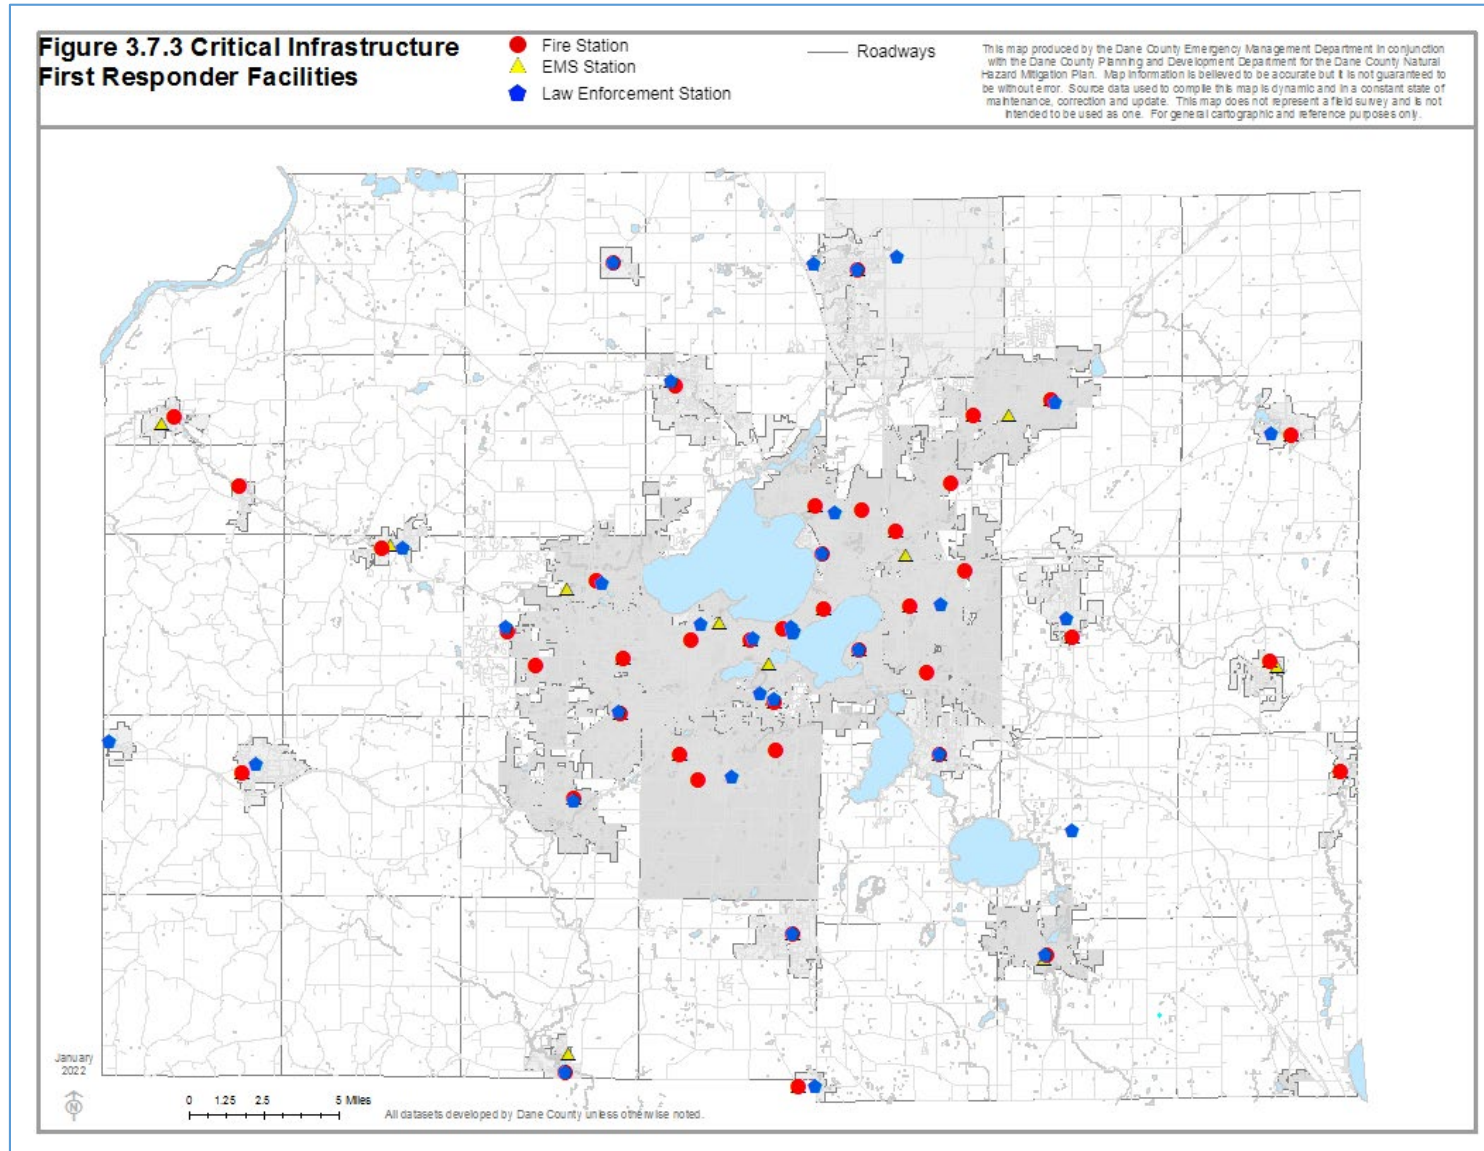 Figure 3.7.3 Critical Infrastructure
First Responder Facilities
Fire Station
EMS Station
Law Enforcement Station
Roadways
This map produced by the Dane County Emergency Management Department in conjunction
with the Dane County Planning and Development Department for the Dane County Natural
Hazard Mitigation Plan. Map information is believed to be accurate but it is not guaranteed to
be without error. Source data used to compile this map is dynamic and in a constant state of
maintenance, correction and update. This map does not represent a field survey and is not
intended to be used as one. For general cartographic and reference purposes only.
January
2022
N
0 1.25 2.5 5 Miles
All datasets developed by Dane County unless otherwise noted.